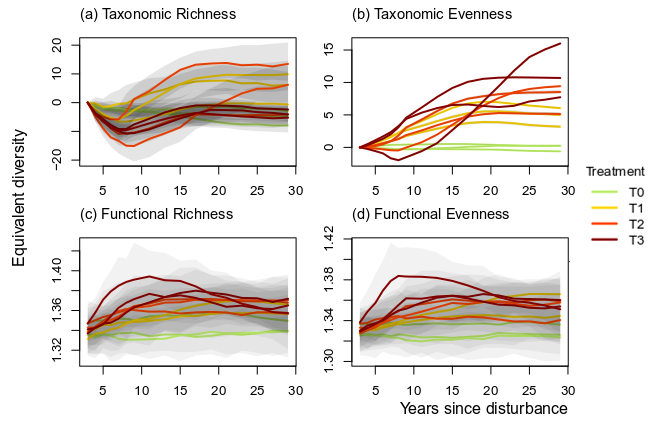 (a) Taxonomic Richness
(b) Taxonomic Evenness
20
10
0
−20
5 10 15 20 25 30
15
10
5
0
5 10 15 20 25 30
Equivalent diversity
(c) Functional Richness
(d) Functional Evenness
1.40
1.36
1.32
5 10 15 20 25 30
1.42
1.38
1.34
1.30
5 10 15 20 25 30
Years since disturbance
Treatment
T0
T1
T2
T3